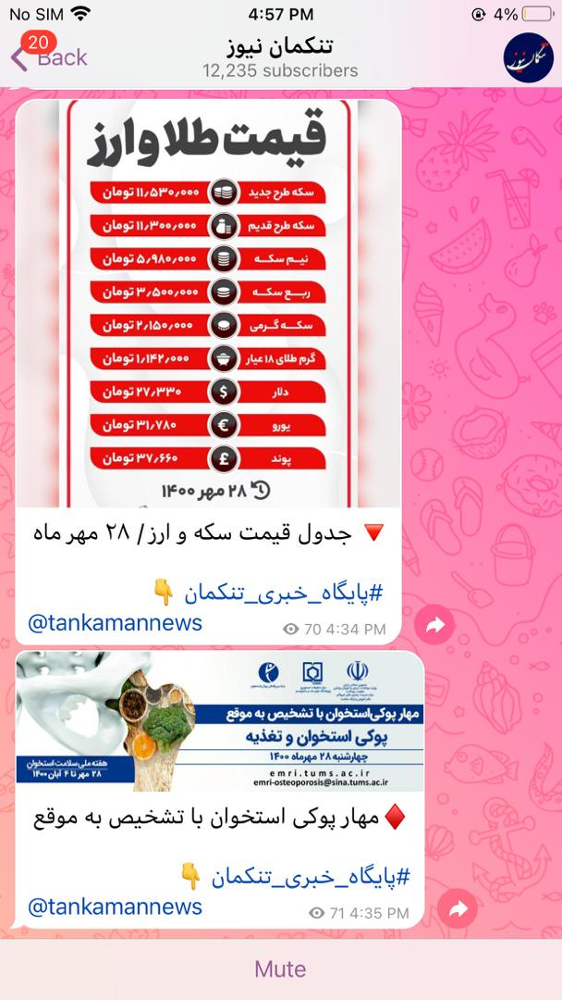 No SIM 4:57 PM 4%
20
Back
تنکمان نیوز
12,235 subscribers
قیمت طلا و ارز
سکه طرح جدید ۱۱٫۵۳۰٫۰۰۰ تومان
سکه طرح قدیم ۱۱٫۳۰۰٫۰۰۰ تومان
نیم سکه ۵٫۹۸۰٫۰۰۰ تومان
ربع سکه ۳٫۵۰۰٫۰۰۰ تومان
سکه گرمی ۲٫۱۵۰٫۰۰۰ تومان
گرم طلای ۱۸ عیار ۱٫۱۴۲٫۰۰۰ تومان
دلار $ ۲۷٫۳۳۰ تومان
یورو € ۳۱٫۷۸۰ تومان
پوند £ ۳۷٫۶۶۰ تومان
۲۸ مهر ۱۴۰۰
🔻 جدول قیمت سکه و ارز/ ۲۸ مهر ماه
#پایگاه_خبری_تنکمان 👇
@tankamannews
70 4:34 PM
مهار پوکی استخوان با تشخیص به موقع
پوکی استخوان و تغذیه
چهارشنبه ۲۸ مهرماه ۱۴۰۰
emri.tums.ac.ir
emri-osteoporosis@sina.tums.ac.ir
هفته ملی سلامت استخوان
۲۸ مهر تا ۴ آبان ۱۴۰۰
♦️مهار پوکی استخوان با تشخیص به موقع
#پایگاه_خبری_تنکمان 👇
@tankamannews
71 4:35 PM
Mute